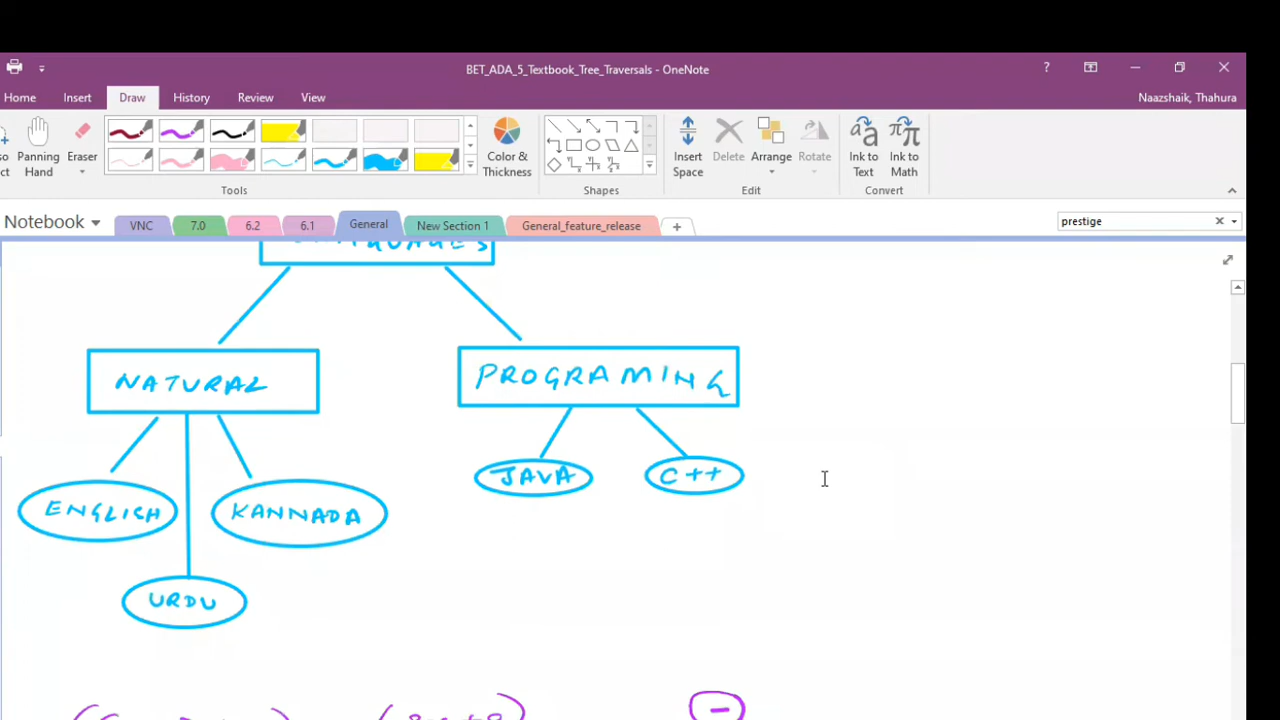 BET_ADA_5_Textbook_Tree_Traversals - OneNote
?
Home Insert Draw History Review View
Naazshaik, Thahura
Panning Hand
Eraser
Color & Thickness
Insert Space
Delete
Arrange
Rotate
Ink to Text
Ink to Math
Tools
Shapes
Edit
Convert
Notebook
VNC 7.0 6.2 6.1 General New Section 1 General_feature_release +
prestige
NATURAL
PROGRAMING
JAVA
C++
ENGLISH
KANNADA
URDU
-